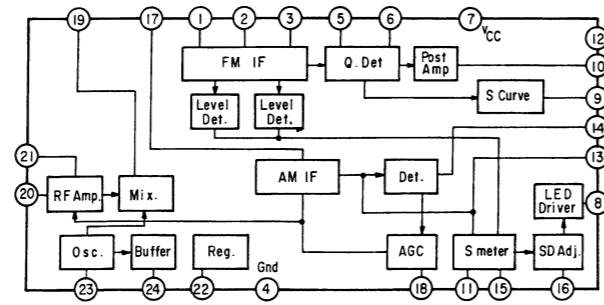 19 17 1 2 3 5 6 7
V CC
12
FM IF Q. Det Post Amp
10
Level Det. Level Det. S Curve
9
14
21
AM IF Det.
13
20 RF Amp. Mix. LED Driver 8
Osc. Buffer Reg. Gnd AGC S meter SD Adj.
23 24 22 4 18 11 15 16